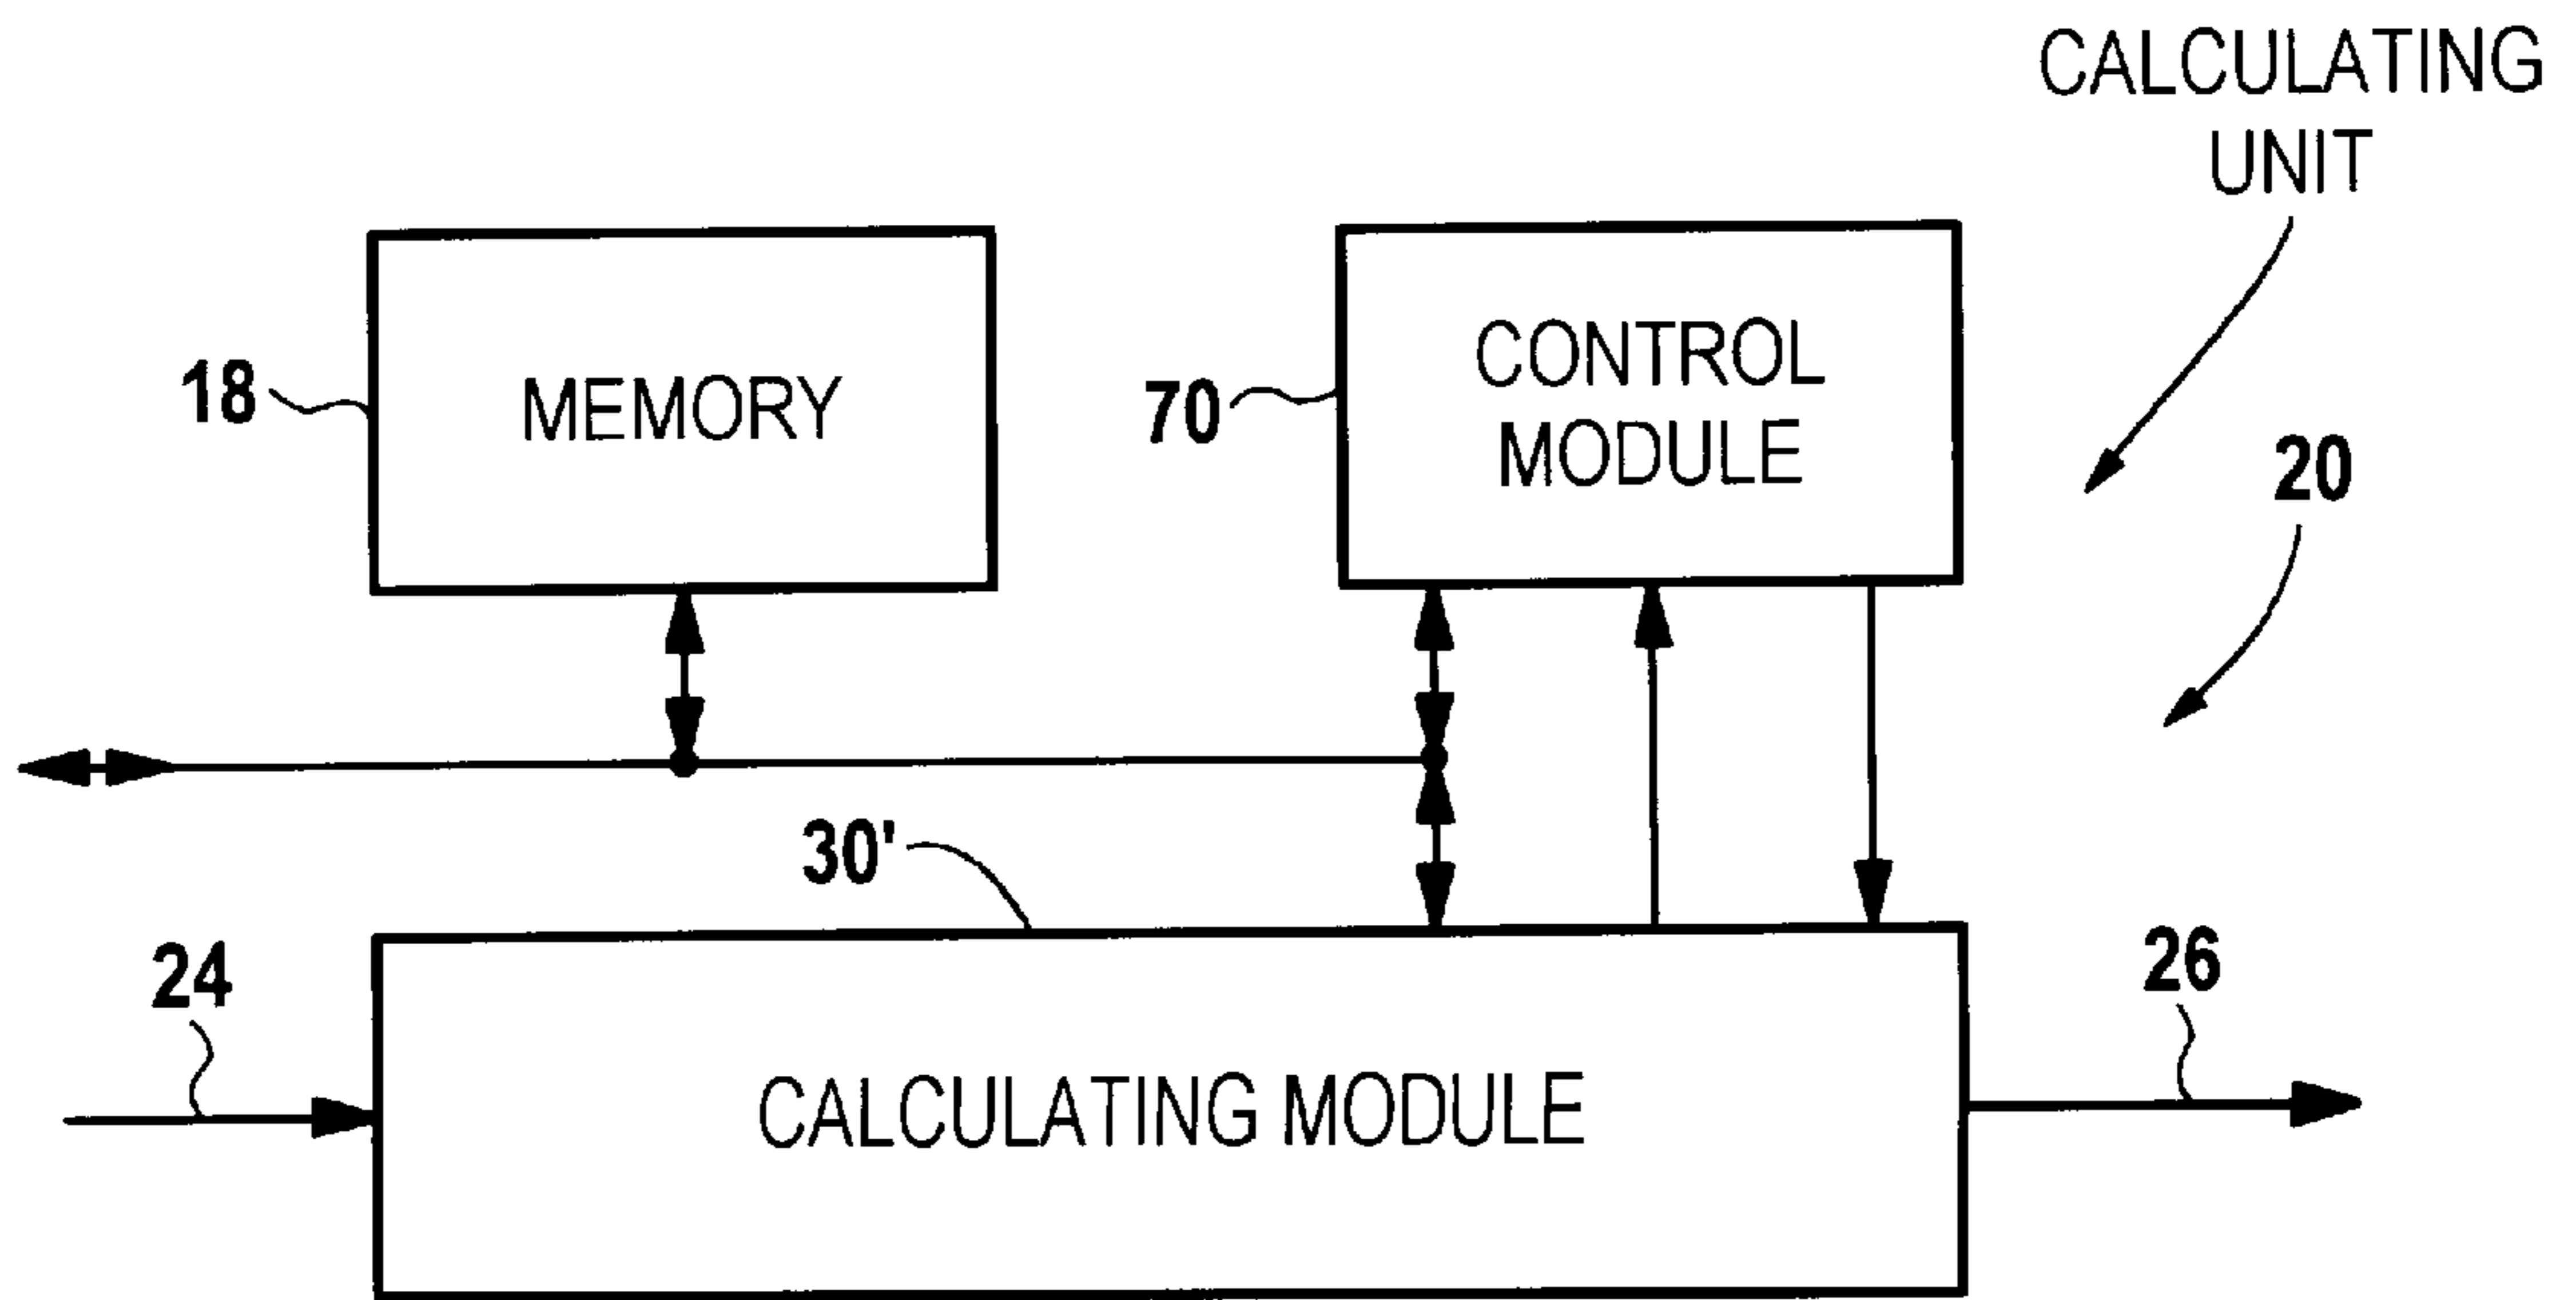 CALCULATING
UNIT
18
MEMORY
70
CONTROL
MODULE
20
30'
24
26
CALCULATING MODULE